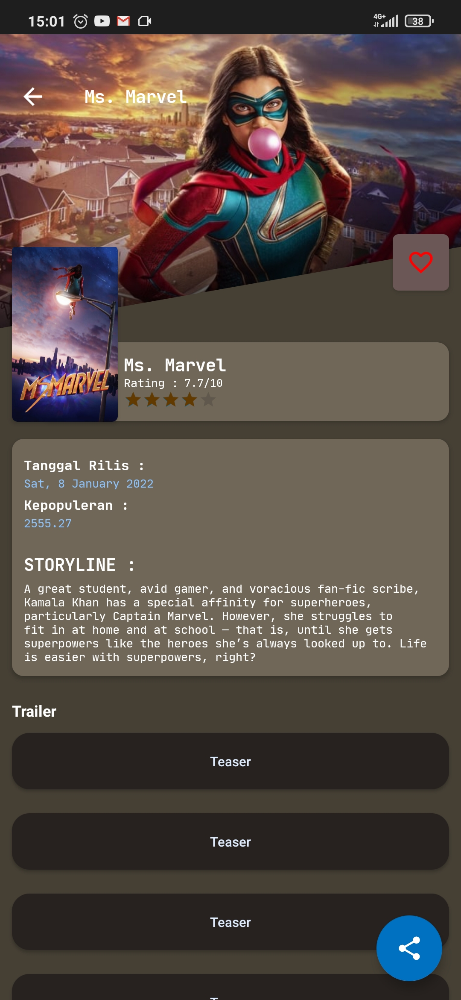 15:01
4G+
38
Ms. Marvel
MS MARVEL
Ms. Marvel
Rating : 7.7/10
Tanggal Rilis :
Sat, 8 January 2022
Kepopuleran :
2555.27
STORYLINE :
A great student, avid gamer, and voracious fan-fic scribe,
Kamala Khan has a special affinity for superheroes,
particularly Captain Marvel. However, she struggles to
fit in at home and at school — that is, until she gets
superpowers like the heroes she’s always looked up to. Life
is easier with superpowers, right?
Trailer
Teaser
Teaser
Teaser